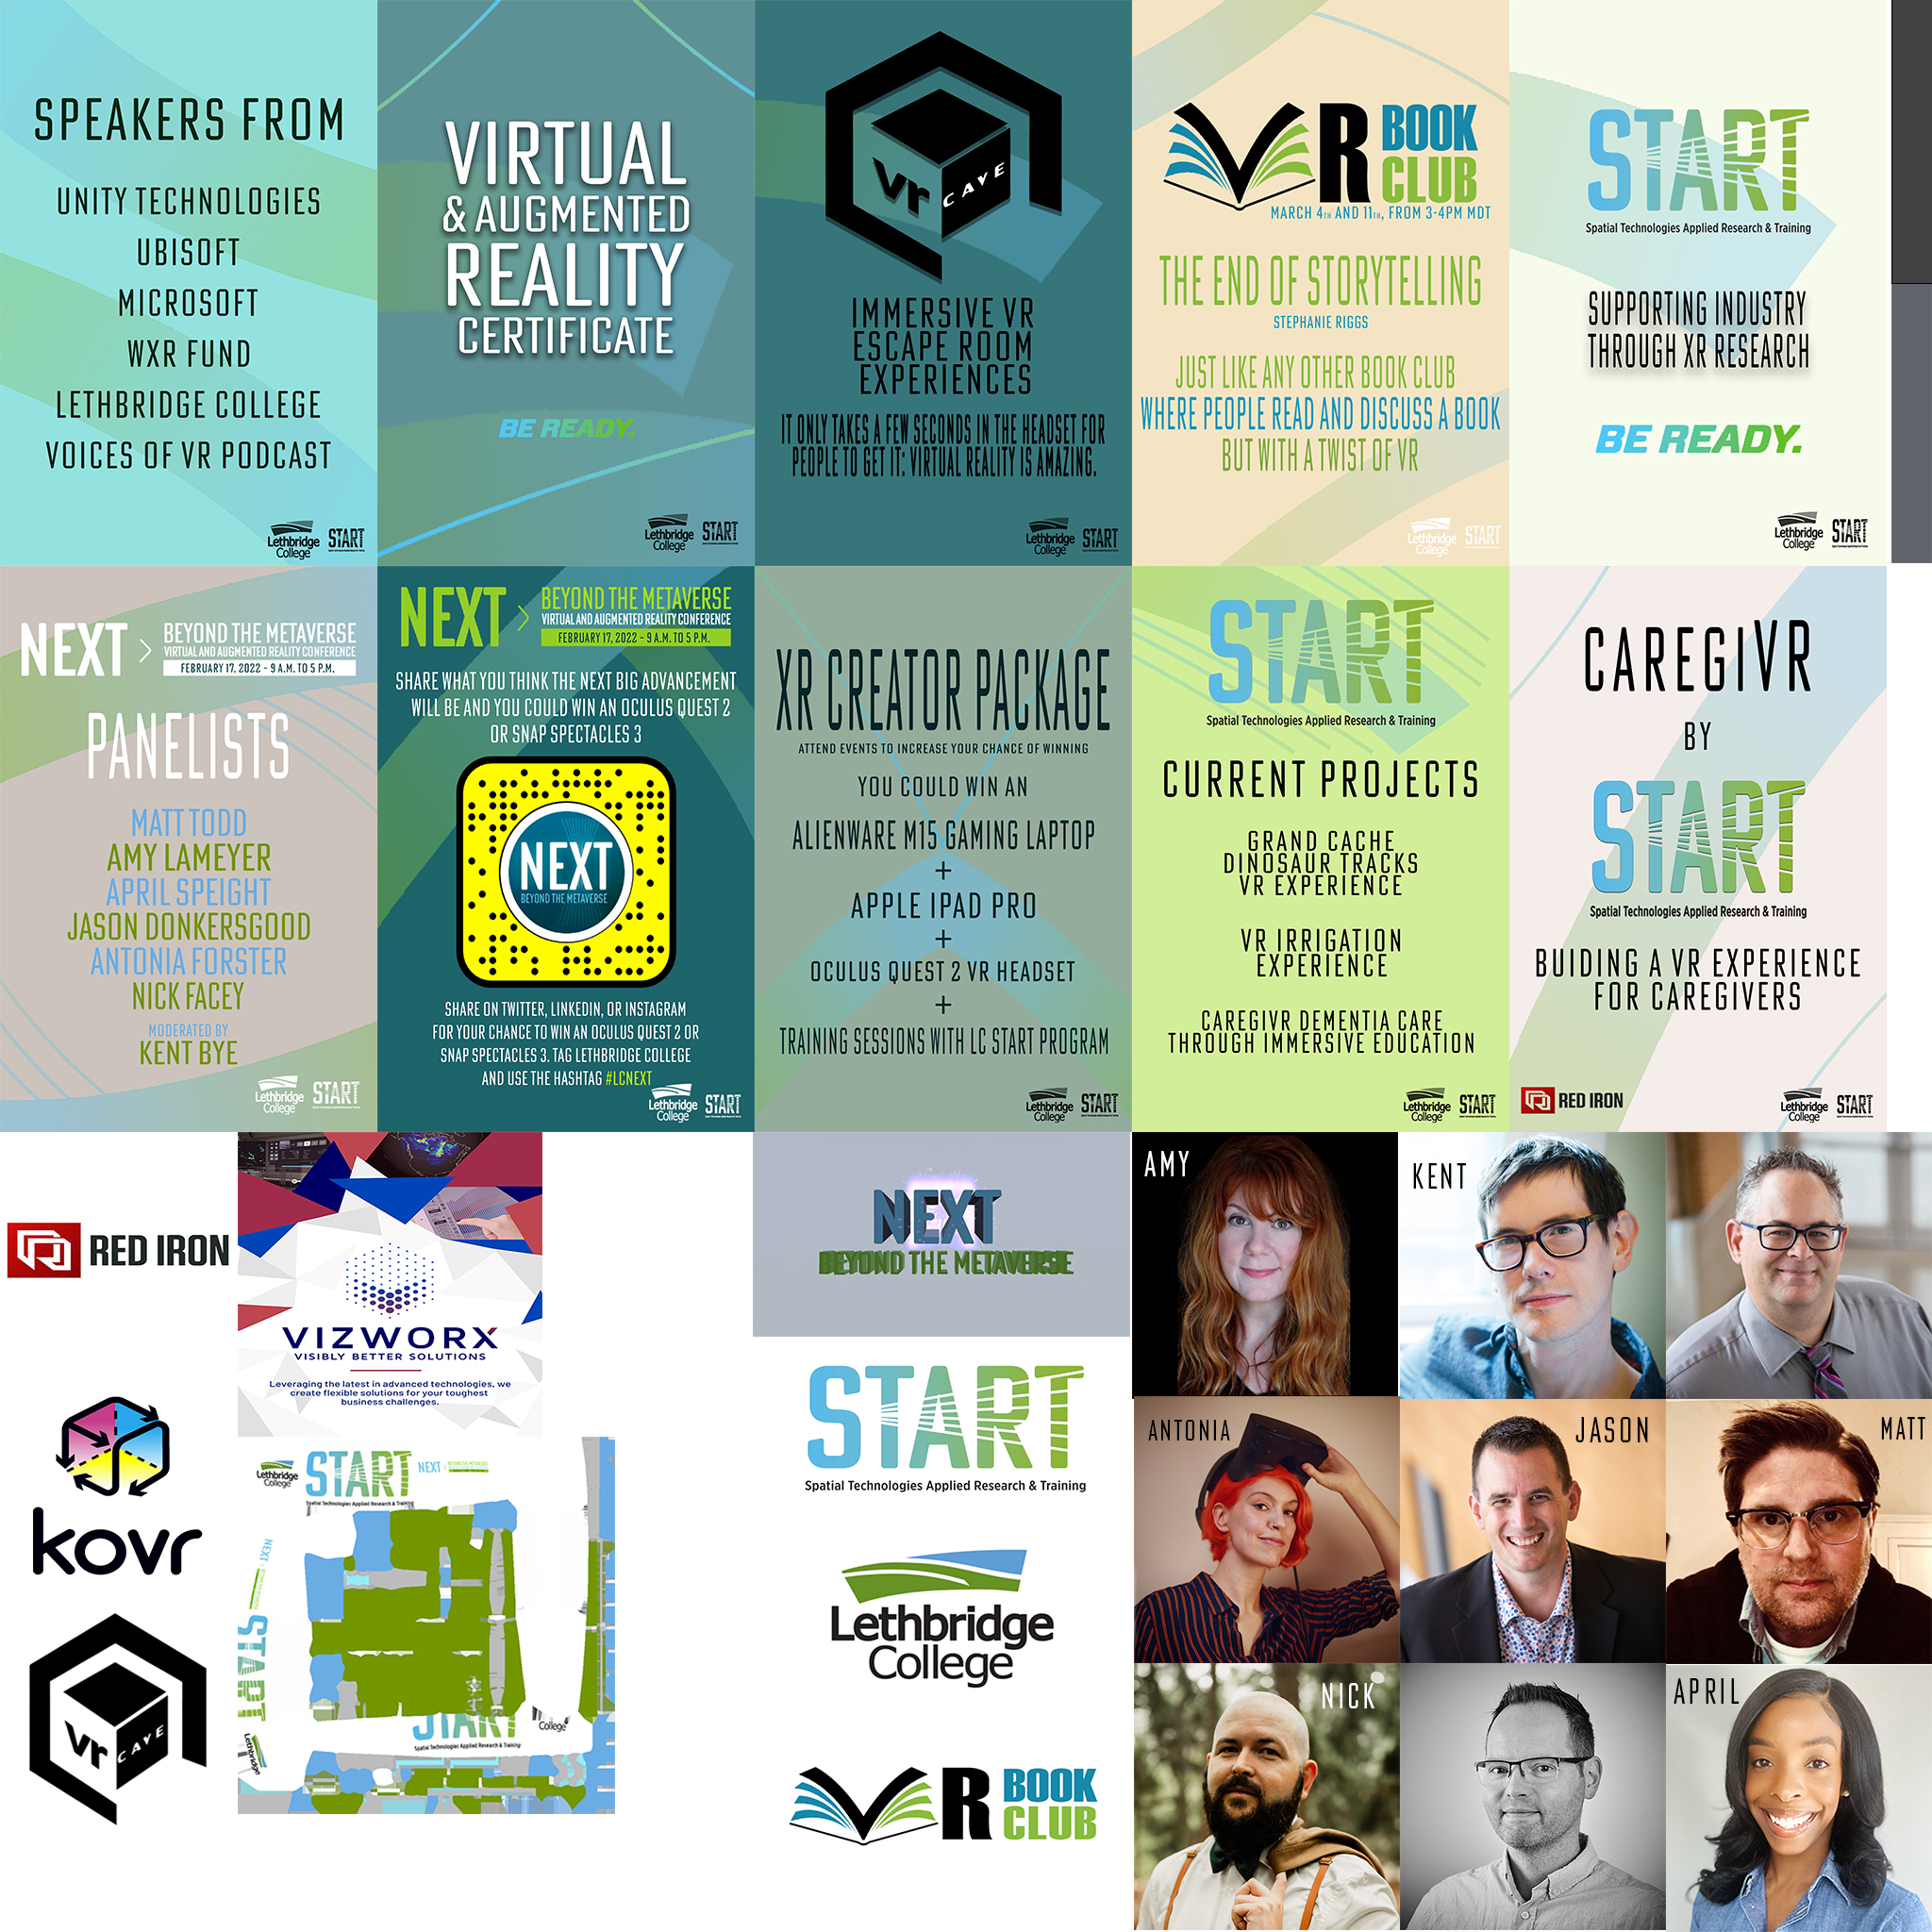 SPEAKERS FROM
UNITY TECHNOLOGIES
UBISOFT
MICROSOFT
WXR FUND
LETHBRIDGE COLLEGE
VOICES OF VR PODCAST
Lethbridge
College
START
VIRTUAL
& AUGMENTED
REALITY
CERTIFICATE
BE READY.
Lethbridge
College
START
vr CAVE
IMMERSIVE VR
ESCAPE ROOM
EXPERIENCES
IT ONLY TAKES A FEW SECONDS IN THE HEADSET FOR
PEOPLE TO GET IT: VIRTUAL REALITY IS AMAZING.
Lethbridge
College
START
VR BOOK
CLUB
MARCH 4TH AND 11TH, FROM 3-4PM MDT
THE END OF STORYTELLING
STEPHANIE RIGGS
JUST LIKE ANY OTHER BOOK CLUB
WHERE PEOPLE READ AND DISCUSS A BOOK
BUT WITH A TWIST OF VR
Lethbridge
College
START
START
Spatial Technologies Applied Research & Training
SUPPORTING INDUSTRY
THROUGH XR RESEARCH
BE READY.
Lethbridge
College
START
NEXT > BEYOND THE METAVERSE
VIRTUAL AND AUGMENTED REALITY CONFERENCE
FEBRUARY 17, 2022 - 9 A.M. TO 5 P.M.
PANELISTS
MATT TODD
AMY LAMEYER
APRIL SPEIGHT
JASON DONKERSGOOD
ANTONIA FORSTER
NICK FACEY
MODERATED BY
KENT BYE
Lethbridge
College
START
NEXT > BEYOND THE METAVERSE
VIRTUAL AND AUGMENTED REALITY CONFERENCE
FEBRUARY 17, 2022 - 9 A.M. TO 5 P.M.
SHARE WHAT YOU THINK THE NEXT BIG ADVANCEMENT
WILL BE AND YOU COULD WIN AN OCULUS QUEST 2
OR SNAP SPECTACLES 3
NEXT
BEYOND THE METAVERSE
SHARE ON TWITTER, LINKEDIN, OR INSTAGRAM
FOR YOUR CHANCE TO WIN AN OCULUS QUEST 2 OR
SNAP SPECTACLES 3. TAG LETHBRIDGE COLLEGE
AND USE THE HASHTAG #LCNEXT
Lethbridge
College
START
XR CREATOR PACKAGE
ATTEND EVENTS TO INCREASE YOUR CHANCE OF WINNING
YOU COULD WIN AN
ALIENWARE M15 GAMING LAPTOP
+
APPLE IPAD PRO
+
OCULUS QUEST 2 VR HEADSET
+
TRAINING SESSIONS WITH LC START PROGRAM
Lethbridge
College
START
START
Spatial Technologies Applied Research & Training
CURRENT PROJECTS
GRAND CACHE
DINOSAUR TRACKS
VR EXPERIENCE
VR IRRIGATION
EXPERIENCE
CAREGIVR DEMENTIA CARE
THROUGH IMMERSIVE EDUCATION
Lethbridge
College
START
CAREGIVR
BY
START
Spatial Technologies Applied Research & Training
BUIDING A VR EXPERIENCE
FOR CAREGIVERS
RED IRON
Lethbridge
College
START
RED IRON
kovr
vr CAVE
VIZWORX
VISIBLY BETTER SOLUTIONS
Leveraging the latest in advanced technologies, we
create flexible solutions for your toughest
business challenges.
Lethbridge
College
START
NEXT
Spatial Technologies Applied Research & Training
NEXT
START
Lethbridge
START
College
Spatial Technologies Applied Research & Training
NEXT
BEYOND THE METAVERSE
START
Spatial Technologies Applied Research & Training
Lethbridge
College
VR BOOK
CLUB
AMY
KENT
ANTONIA
JASON
MATT
NICK
APRIL